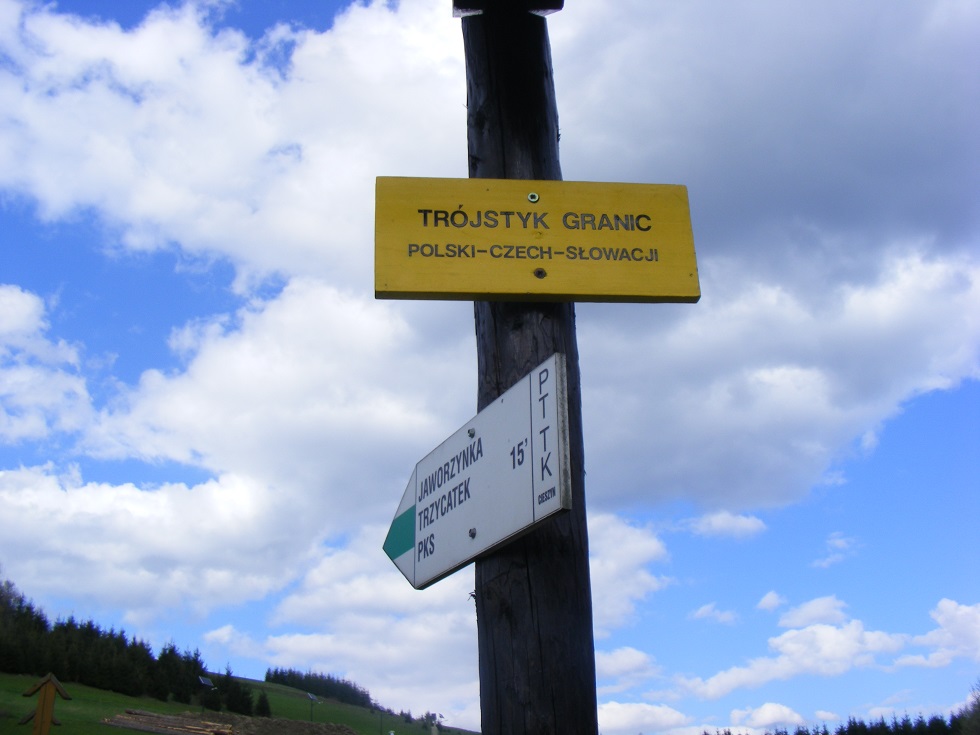 TRÓJSTYK GRANIC
POLSKI-CZECH-SŁOWACJI
JAWORZYNKA
TRZYCATEK 15'
PKS
PTTK
CIESZYN